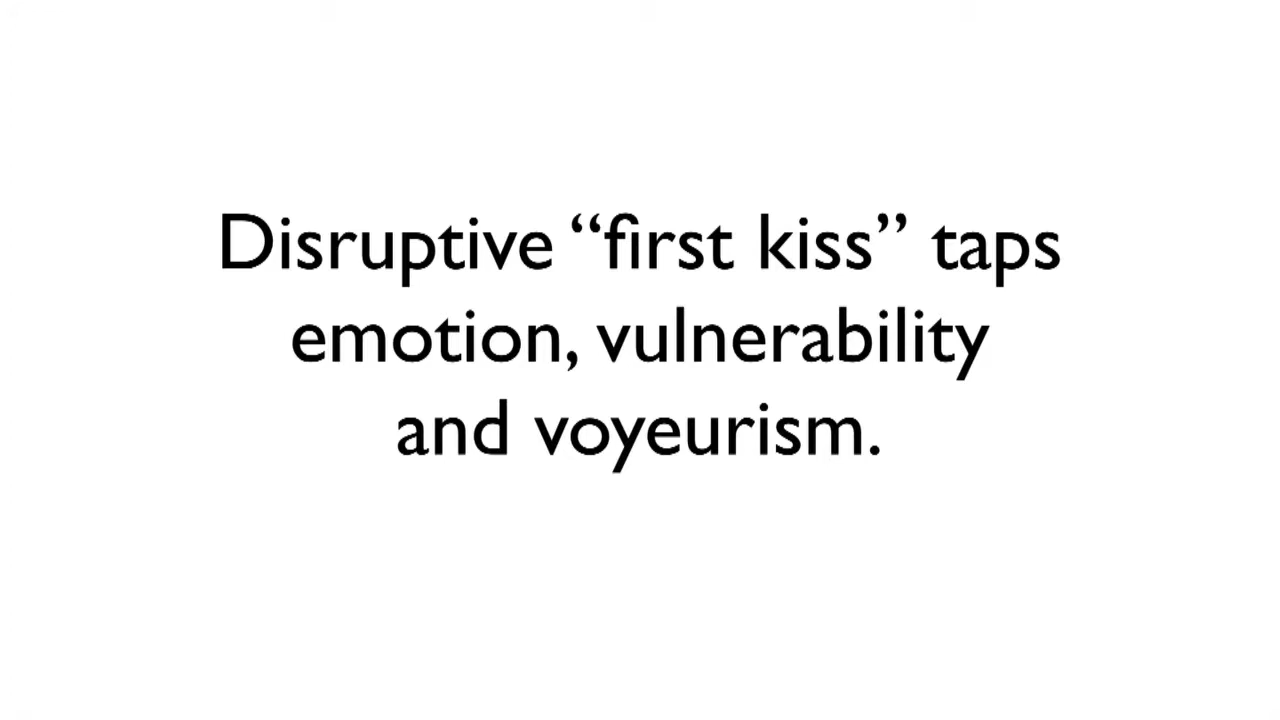 Disruptive “first kiss” taps
emotion, vulnerability
and voyeurism.